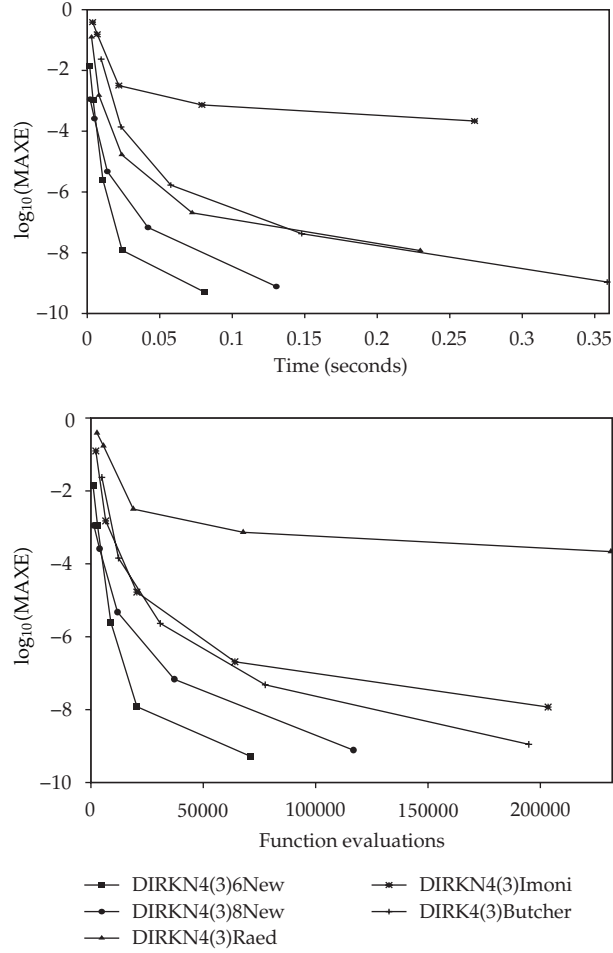 0
−2
−4
−6
−8
−10
log₁₀(MAXE)
0 0.05 0.1 0.15 0.2 0.25 0.3 0.35
Time (seconds)
0
−2
−4
−6
−8
−10
log₁₀(MAXE)
0 50000 100000 150000 200000
Function evaluations
DIRKN4(3)6New
DIRKN4(3)8New
DIRKN4(3)Raed
DIRKN4(3)Imoni
DIRK4(3)Butcher